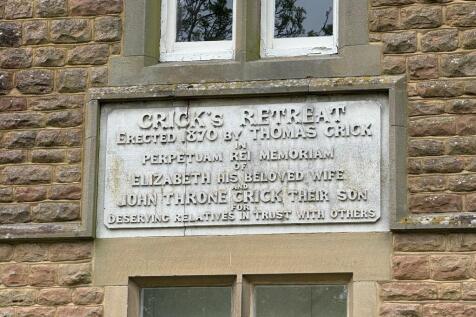 CRICK'S RETREAT
ERECTED 1870 BY THOMAS CRICK
IN
PERPETUAM REI MEMORIAM
OF
ELIZABETH HIS BELOVED WIFE
AND
JOHN THRONE CRICK THEIR SON
FOR
DESERVING RELATIVES IN TRUST WITH OTHERS